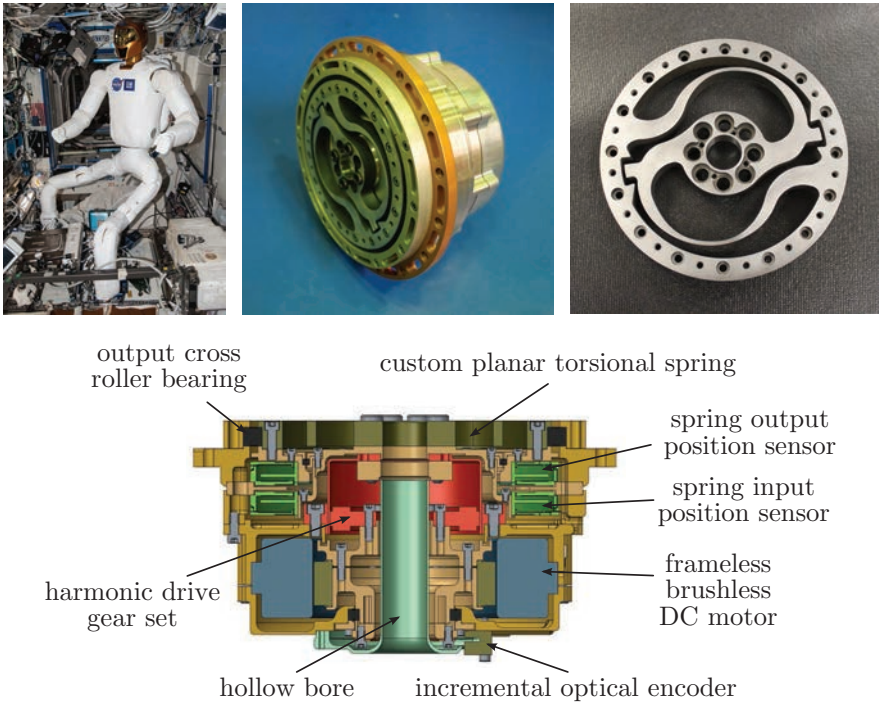 NASA
output cross
roller bearing
custom planar torsional spring
spring output
position sensor
spring input
position sensor
harmonic drive
gear set
frameless
brushless
DC motor
hollow bore
incremental optical encoder